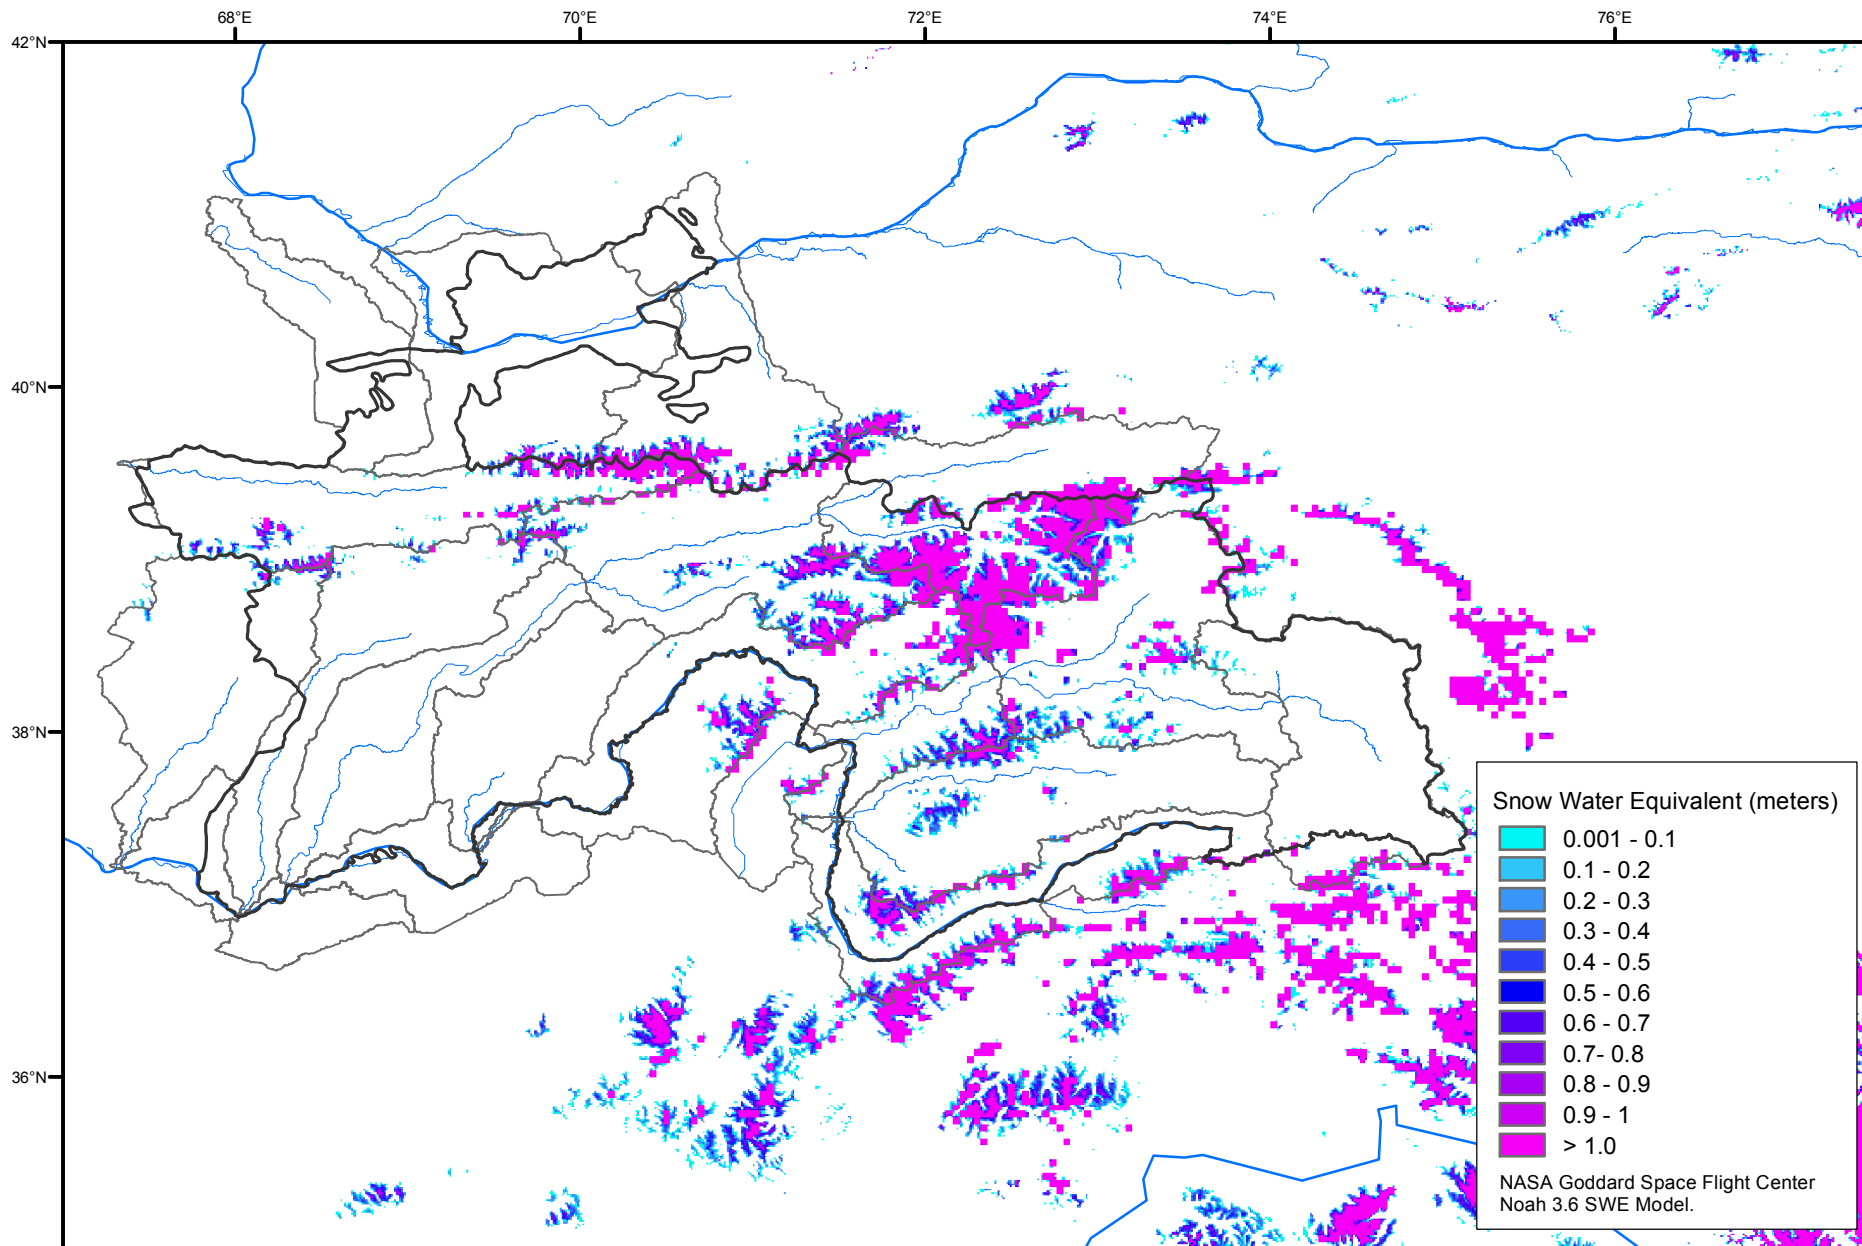 68°E 70°E 72°E 74°E 76°E
42°N
40°N
38°N
36°N
Snow Water Equivalent (meters)
0.001 - 0.1
0.1 - 0.2
0.2 - 0.3
0.3 - 0.4
0.4 - 0.5
0.5 - 0.6
0.6 - 0.7
0.7- 0.8
0.8 - 0.9
0.9 - 1
> 1.0
NASA Goddard Space Flight Center
Noah 3.6 SWE Model.